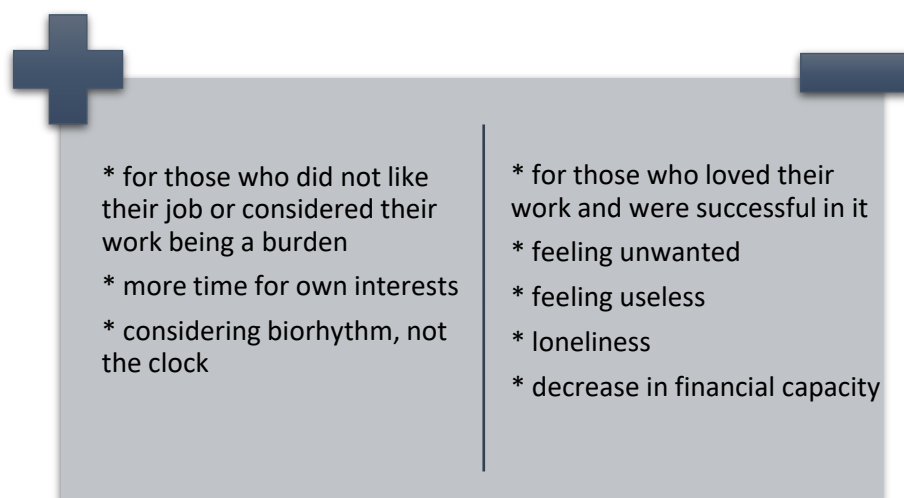 * for those who did not like
their job or considered their
work being a burden
* more time for own interests
* considering biorhythm, not
the clock
* for those who loved their
work and were successful in it
* feeling unwanted
* feeling useless
* loneliness
* decrease in financial capacity